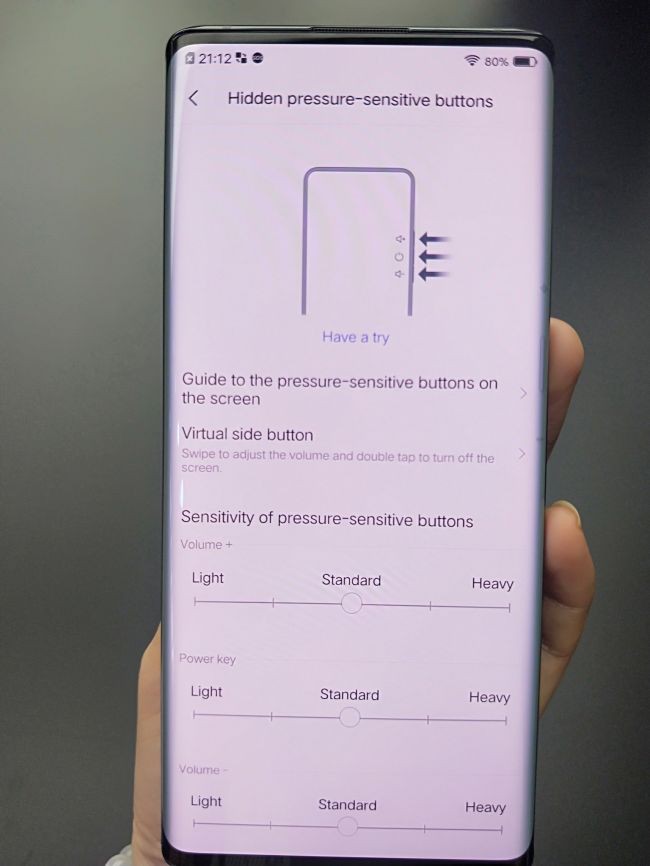 21:12
80%
Hidden pressure-sensitive buttons
Have a try
Guide to the pressure-sensitive buttons on
the screen
Virtual side button
Swipe to adjust the volume and double tap to turn off the
screen.
Sensitivity of pressure-sensitive buttons
Volume +
Light Standard Heavy
Power key
Light Standard Heavy
Volume -
Light Standard Heavy